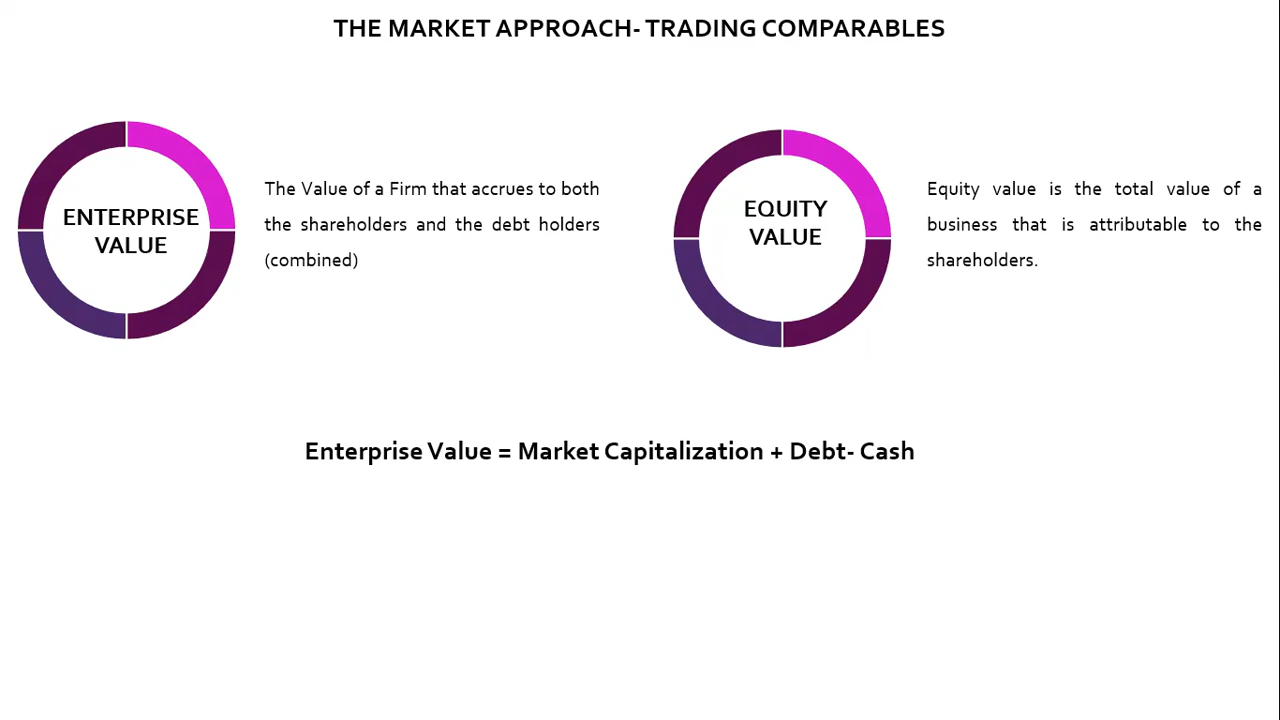 THE MARKET APPROACH- TRADING COMPARABLES
ENTERPRISE
VALUE
The Value of a Firm that accrues to both
the shareholders and the debt holders
(combined)
EQUITY
VALUE
Equity value is the total value of a
business that is attributable to the
shareholders.
Enterprise Value = Market Capitalization + Debt- Cash